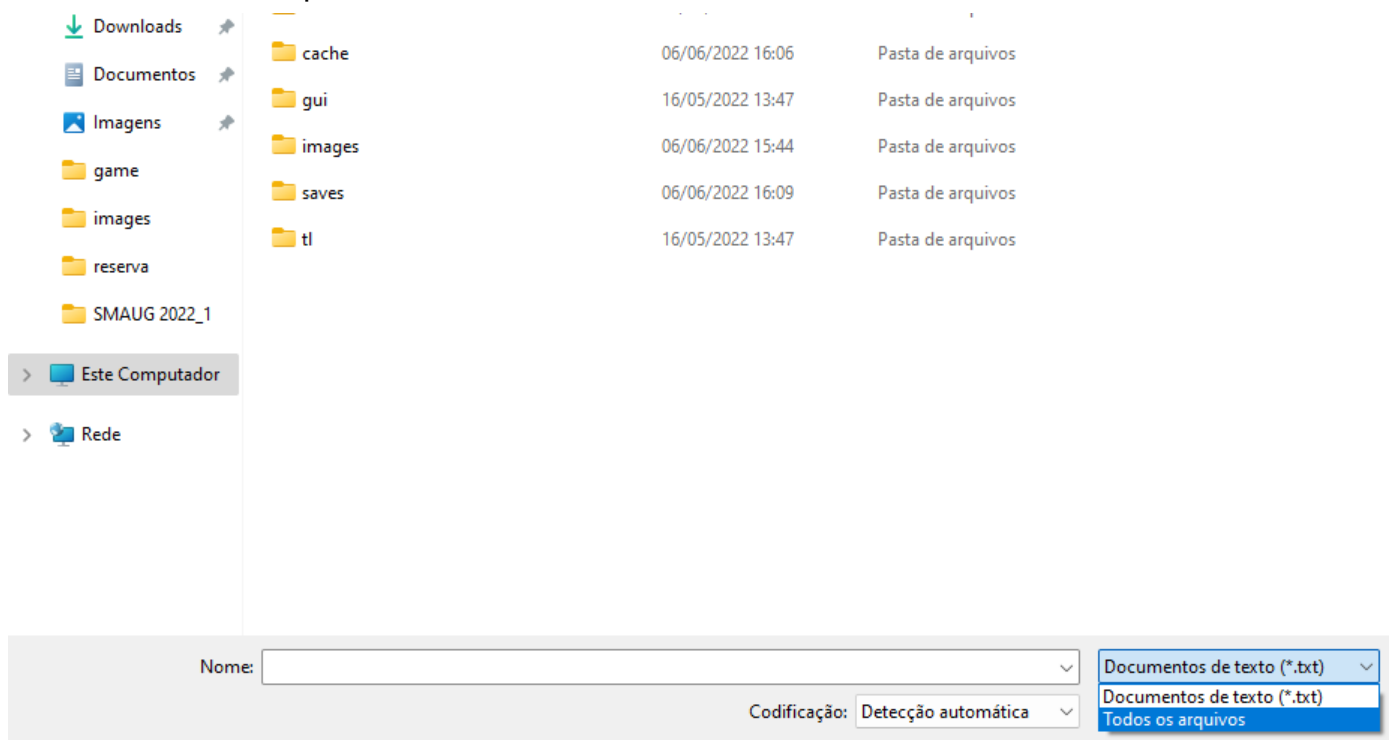 Downloads
Documentos
Imagens
game
images
reserva
SMAUG 2022_1
Este Computador
Rede
cache 06/06/2022 16:06 Pasta de arquivos
gui 16/05/2022 13:47 Pasta de arquivos
images 06/06/2022 15:44 Pasta de arquivos
saves 06/06/2022 16:09 Pasta de arquivos
tl 16/05/2022 13:47 Pasta de arquivos
Nome: Documentos de texto (*.txt)
Documentos de texto (*.txt)
Codificação: Detecção automática
Todos os arquivos